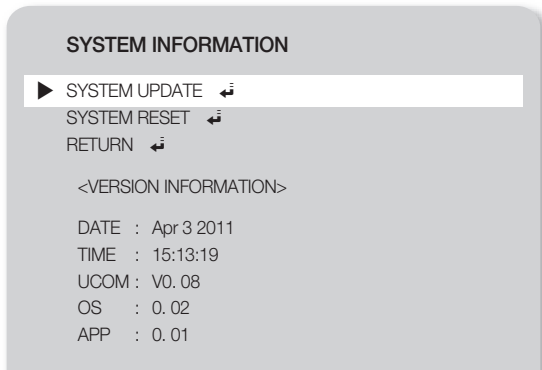 SYSTEM INFORMATION
▶ SYSTEM UPDATE ↲
SYSTEM RESET ↲
RETURN ↲
<VERSION INFORMATION>
DATE : Apr 3 2011
TIME : 15:13:19
UCOM : V0. 08
OS : 0. 02
APP : 0. 01